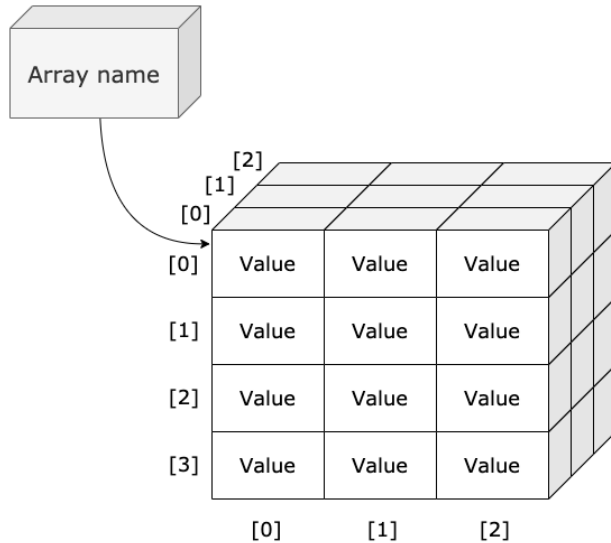 Array name
[2]
[1]
[0]
[0] Value Value Value
[1] Value Value Value
[2] Value Value Value
[3] Value Value Value
[0] [1] [2]